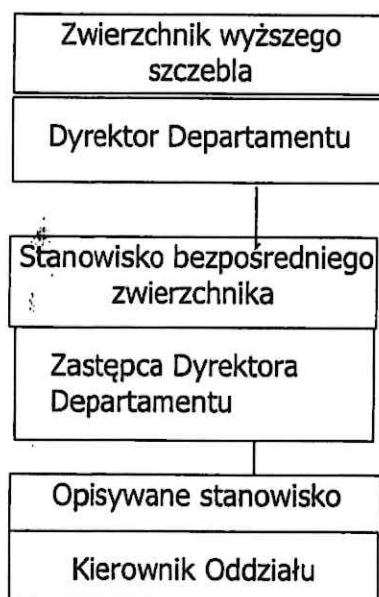 Zwierzchnik wyższego
szczebla
Dyrektor Departamentu
Stanowisko bezpośredniego
zwierzchnika
Zastępca Dyrektora
Departamentu
Opisywane stanowisko
Kierownik Oddziału